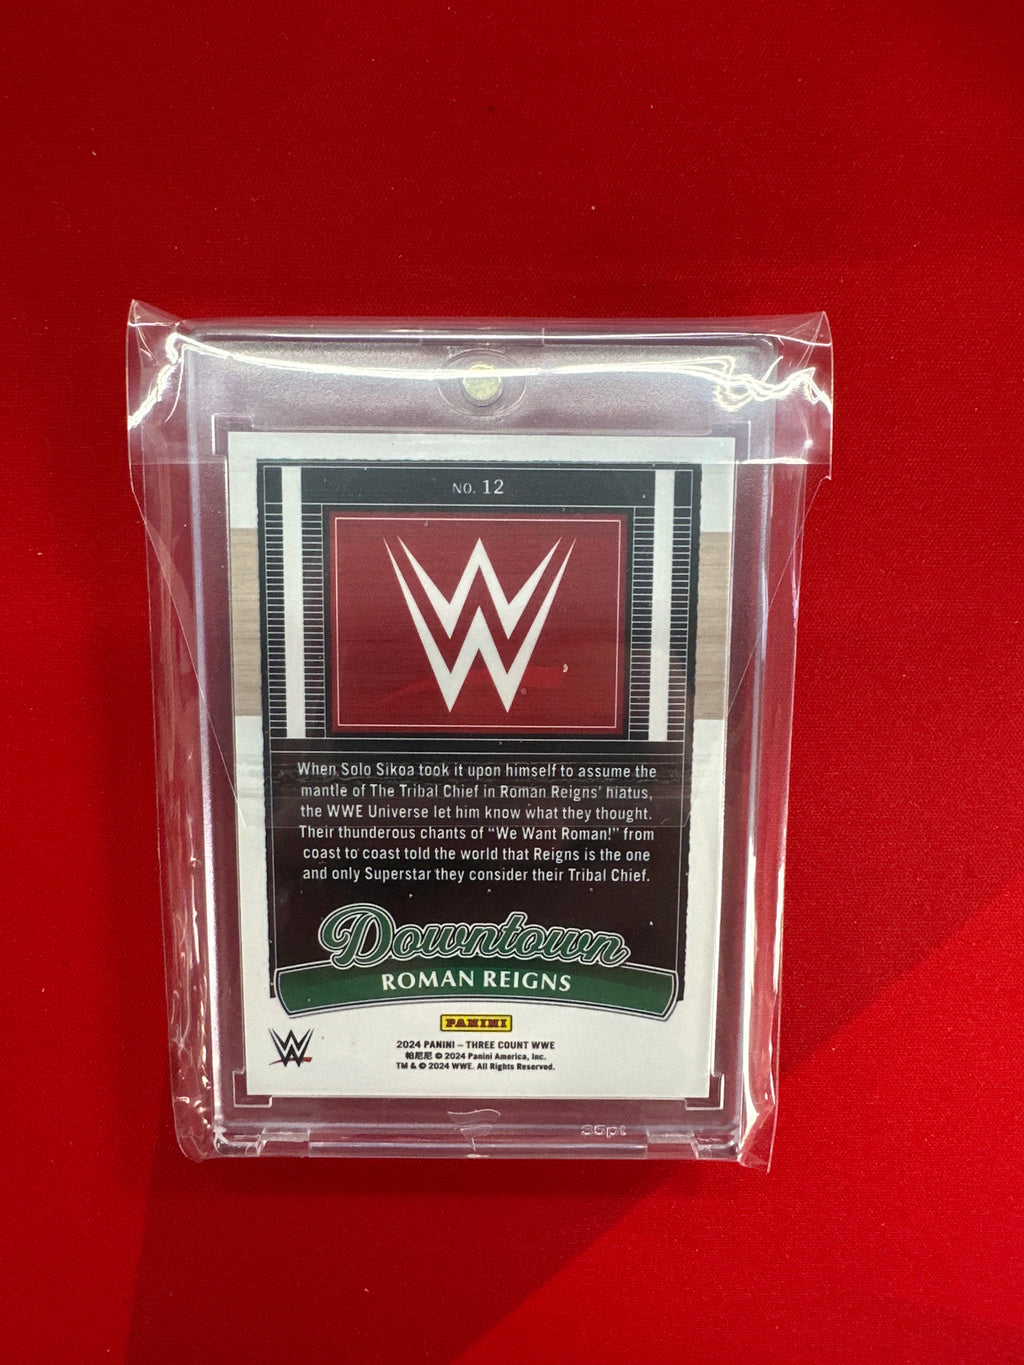 NO. 12
When Solo Sikoa took it upon himself to assume the
mantle of The Tribal Chief in Roman Reigns' hiatus,
the WWE Universe let him know what they thought.
Their thunderous chants of “We Want Roman!” from
coast to coast told the world that Reigns is the one
and only Superstar they consider their Tribal Chief.
Downtown
ROMAN REIGNS
PANINI
2024 PANINI – THREE COUNT WWE
帕尼尼 © 2024 Panini America, Inc.
TM & © 2024 WWE. All Rights Reserved.
35pt